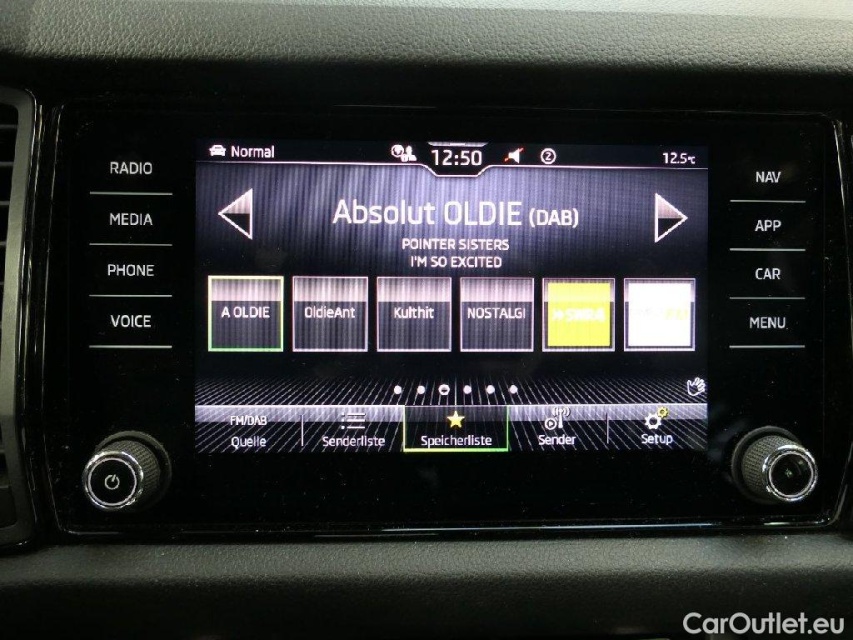 Normal 12:50 2 12.5°C
RADIO
MEDIA
PHONE
VOICE
NAV
APP
CAR
MENU
Absolut OLDIE (DAB)
POINTER SISTERS
I'M SO EXCITED
A OLDIE OldieAnt Kulthit NOSTALGI
FM/DAB
Quelle Senderliste Speicherliste Sender Setup
CarOutlet.eu